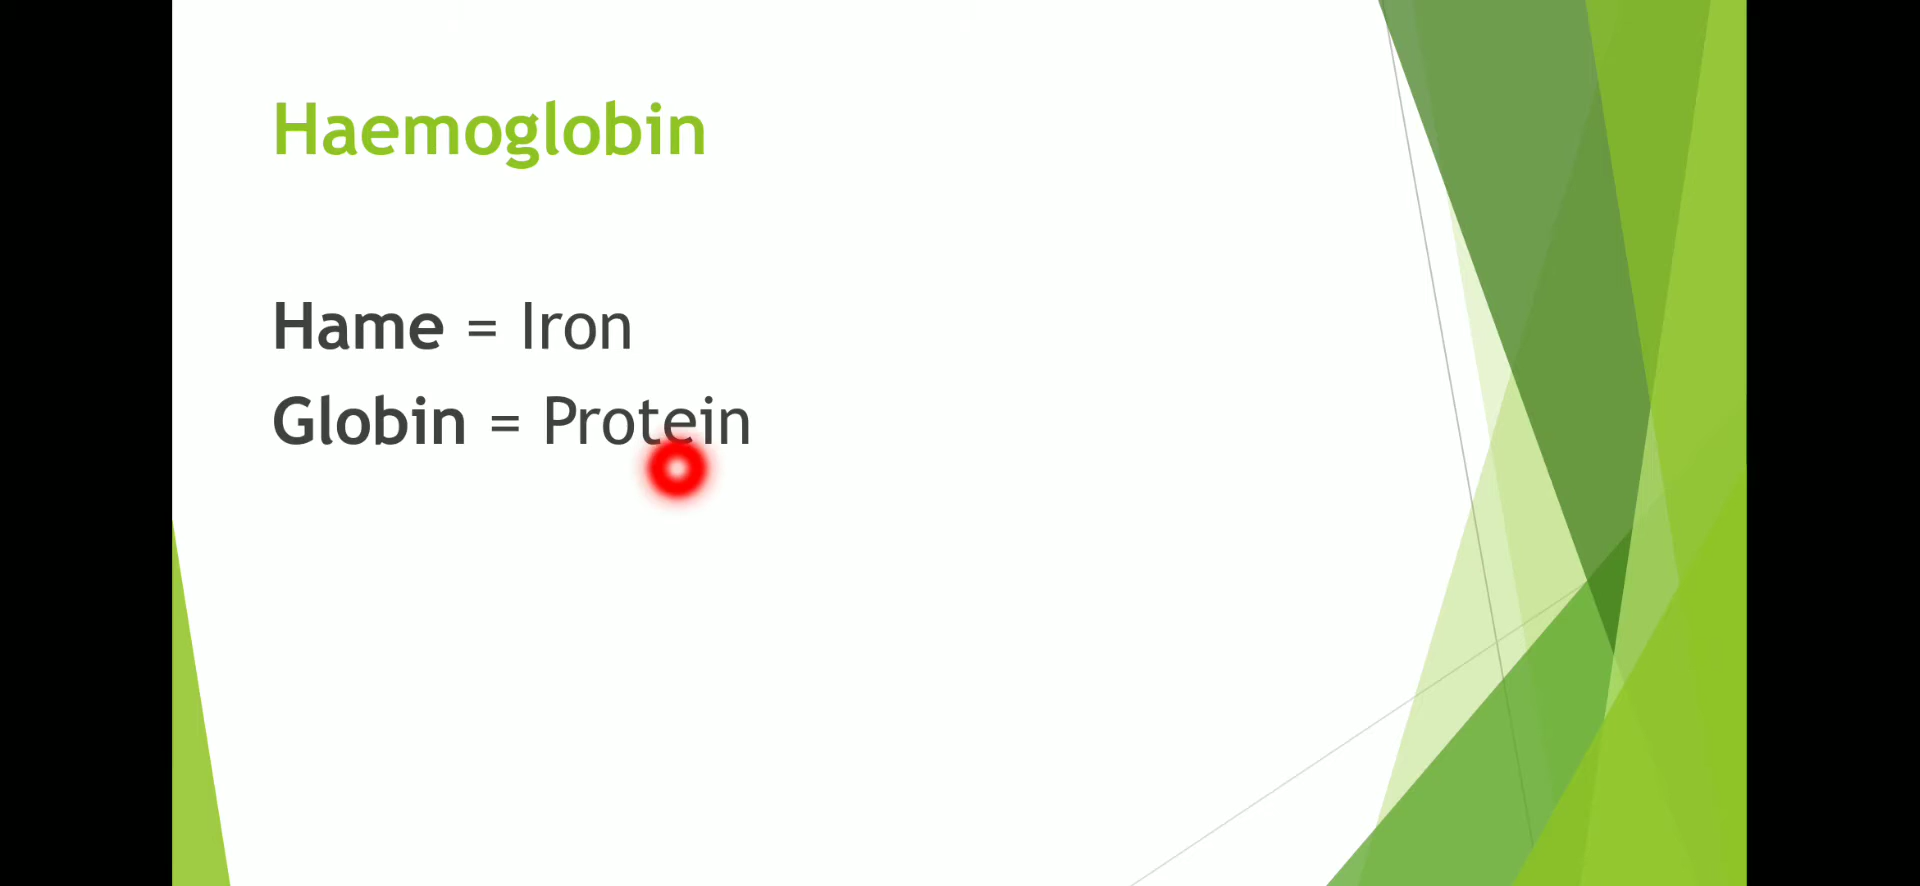 Haemoglobin
Hame = Iron
Globin = Protein